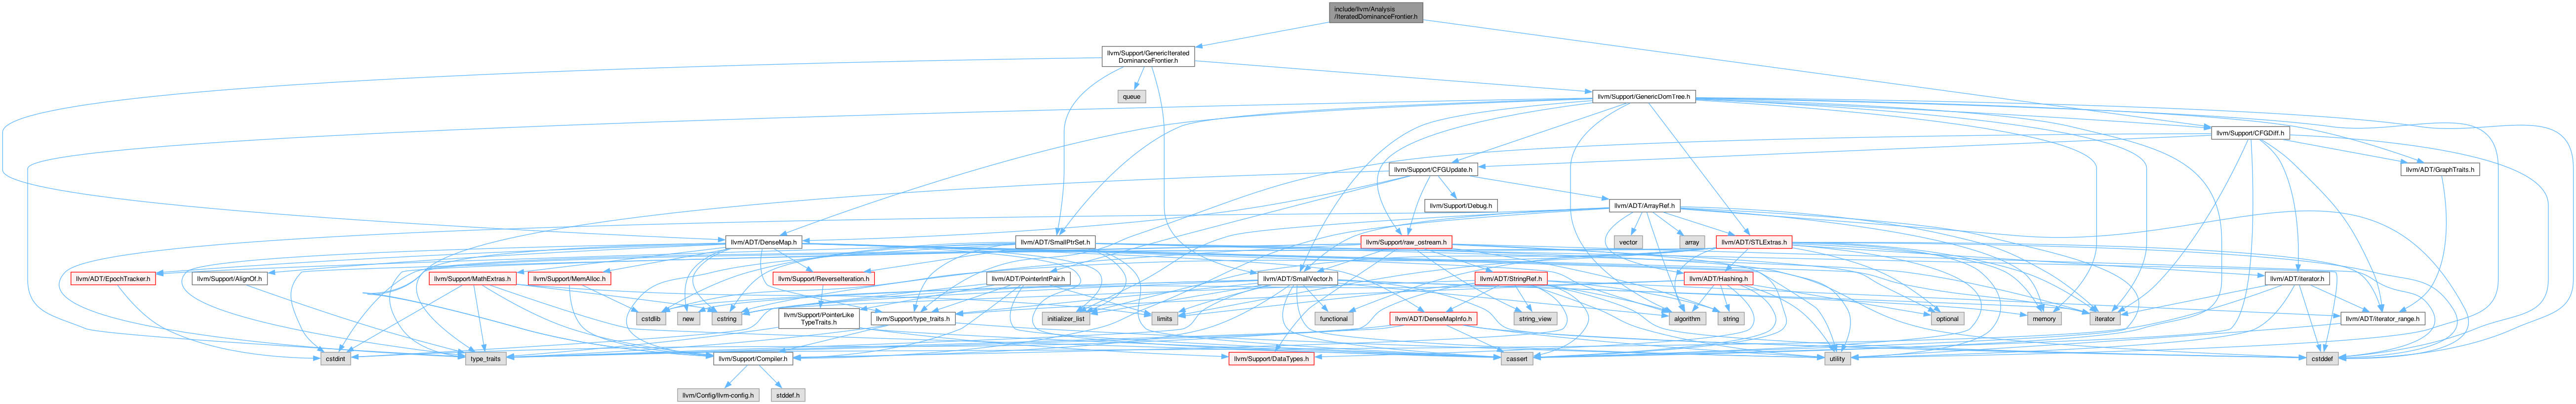 include/llvm/Analysis
/IteratedDominanceFrontier.h
llvm/Support/GenericIterated
DominanceFrontier.h
queue
llvm/Support/GenericDomTree.h
llvm/Support/CFGDiff.h
llvm/Support/CFGUpdate.h
llvm/ADT/GraphTraits.h
llvm/Support/Debug.h
llvm/ADT/ArrayRef.h
llvm/ADT/DenseMap.h
llvm/ADT/SmallPtrSet.h
llvm/Support/raw_ostream.h
vector
array
llvm/ADT/STLExtras.h
llvm/ADT/EpochTracker.h
llvm/Support/AlignOf.h
llvm/Support/MathExtras.h
llvm/Support/MemAlloc.h
llvm/Support/ReverseIteration.h
llvm/ADT/PointerIntPair.h
llvm/ADT/SmallVector.h
llvm/ADT/StringRef.h
llvm/ADT/Hashing.h
llvm/ADT/iterator.h
cstdlib
new
cstring
llvm/Support/PointerLike
TypeTraits.h
llvm/Support/type_traits.h
initializer_list
limits
functional
llvm/ADT/DenseMapInfo.h
string_view
algorithm
string
optional
memory
iterator
llvm/ADT/iterator_range.h
cstdint
type_traits
llvm/Support/Compiler.h
llvm/Support/DataTypes.h
cassert
utility
cstddef
llvm/Config/llvm-config.h
stddef.h